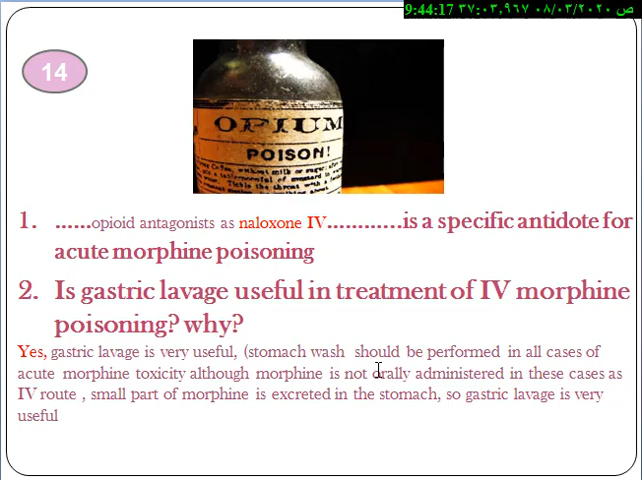 9:44:17 ٣٧:٠٣,٩٦٧ ٠٨/٠٣/٢٠٢٠ ص
14
OPIUM
POISON!
1. ......opioid antagonists as naloxone IV............is a specific antidote for
acute morphine poisoning
2. Is gastric lavage useful in treatment of IV morphine
poisoning? why?
Yes, gastric lavage is very useful, (stomach wash should be performed in all cases of
acute morphine toxicity although morphine is not orally administered in these cases as
IV route , small part of morphine is excreted in the stomach, so gastric lavage is very
useful